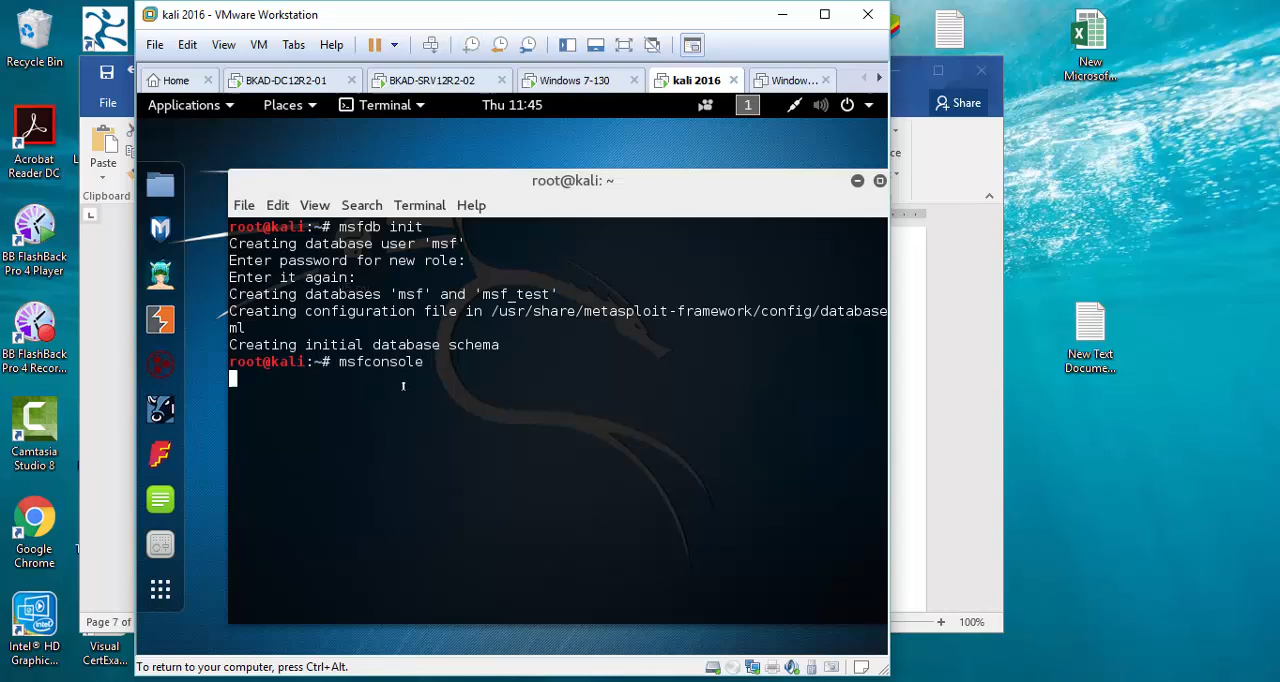 Recycle Bin
Acrobat
Reader DC
BB FlashBack
Pro 4 Player
BB FlashBack
Pro 4 Recor...
Camtasia
Studio 8
Google
Chrome
Intel® HD
Graphic...
Visual
CertExa...
kali 2016 - VMware Workstation
File Edit View VM Tabs Help
Home BKAD-DC12R2-01 BKAD-SRV12R2-02 Windows 7-130 kali 2016 Window...
Applications Places Terminal Thu 11:45 1
root@kali: ~
File Edit View Search Terminal Help
root@kali:~# msfdb init
Creating database user 'msf'
Enter password for new role:
Enter it again:
Creating databases 'msf' and 'msf_test'
Creating configuration file in /usr/share/metasploit-framework/config/database
ml
Creating initial database schema
root@kali:~# msfconsole
To return to your computer, press Ctrl+Alt.
File
Paste
Clipboard
Page 7 of
Share
ce
100%
New
Microsof...
New Text
Docume...